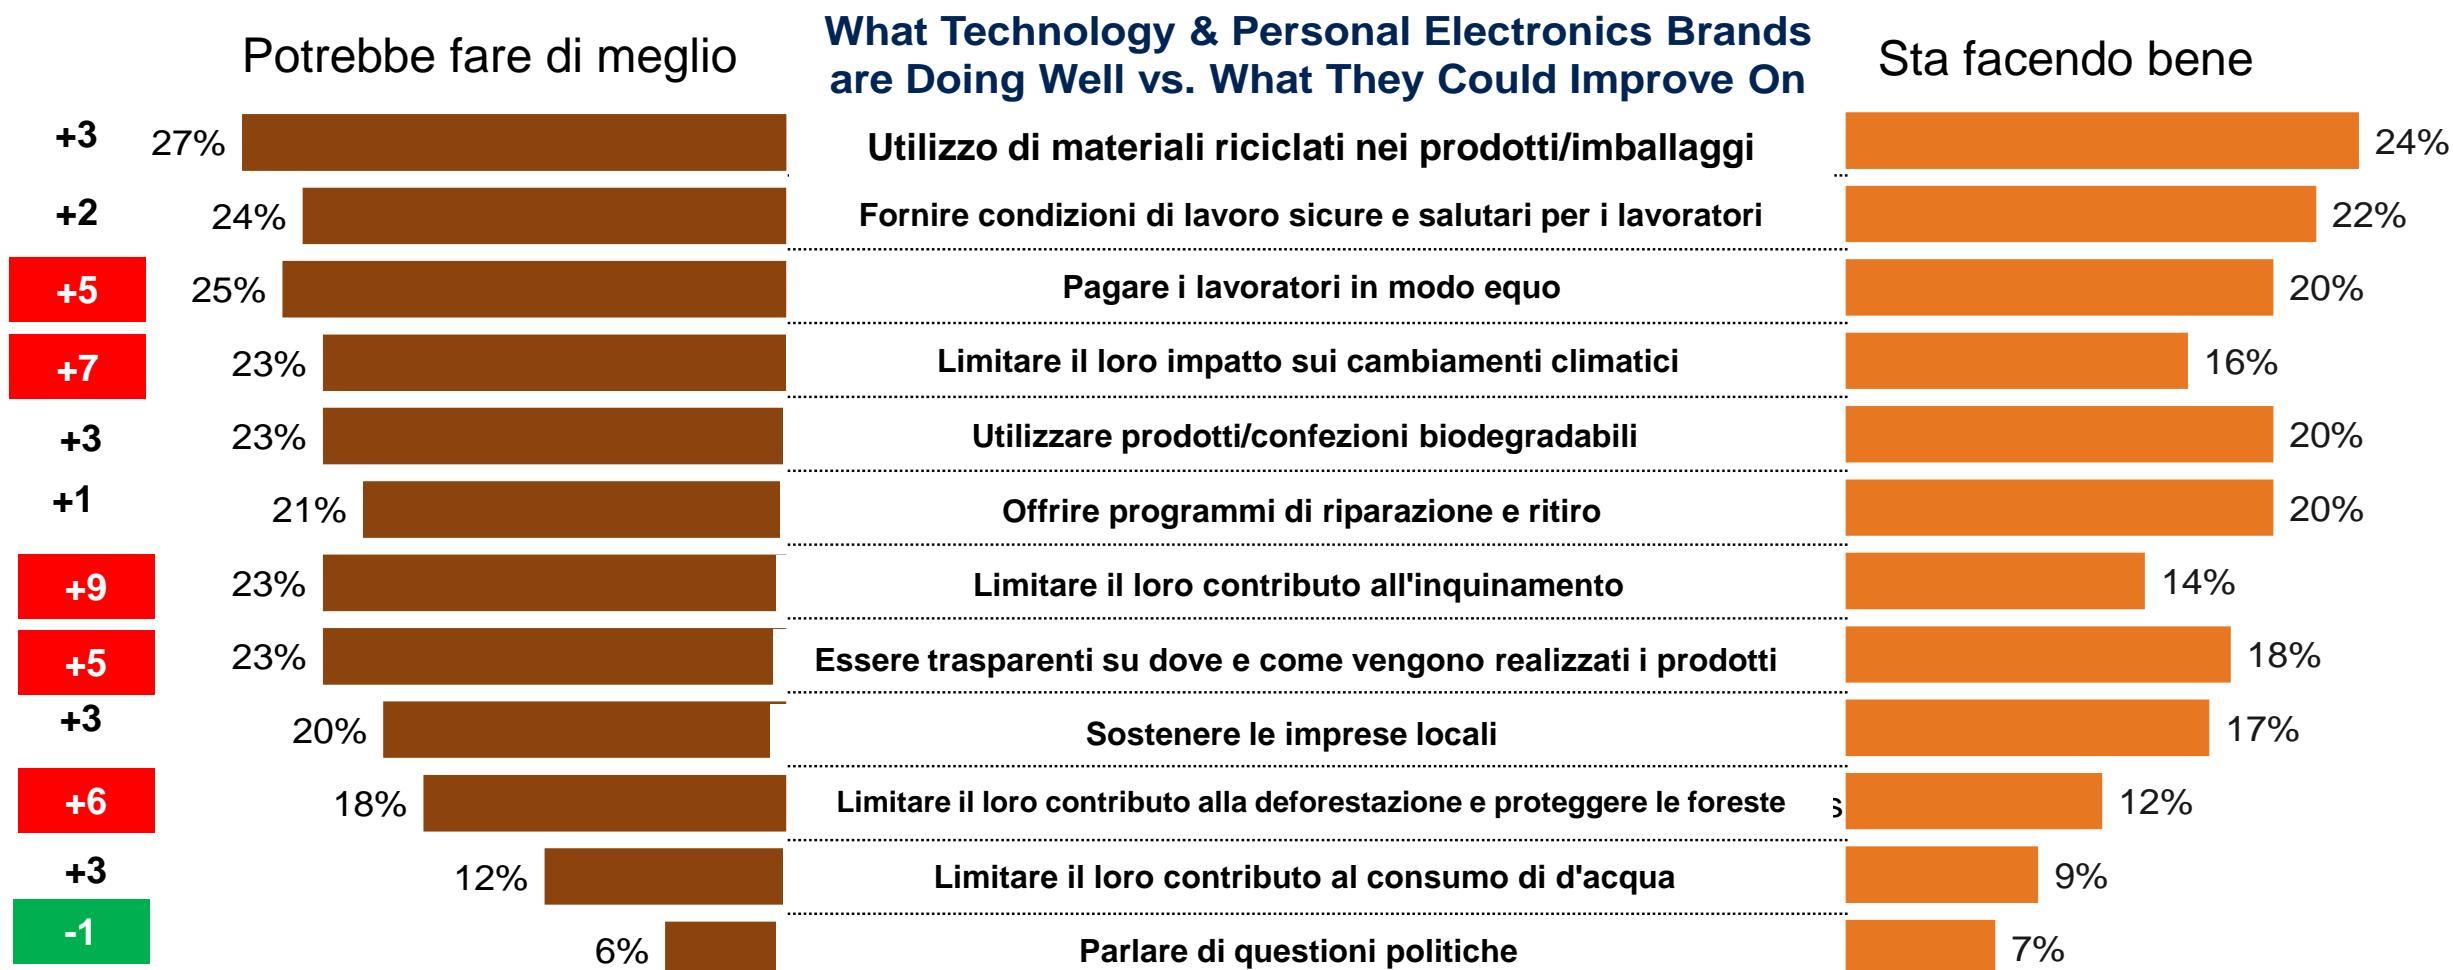 Potrebbe fare di meglio
What Technology & Personal Electronics Brands
are Doing Well vs. What They Could Improve On
Sta facendo bene
+3 27% Utilizzo di materiali riciclati nei prodotti/imballaggi 24%
+2 24% Fornire condizioni di lavoro sicure e salutari per i lavoratori 22%
+5 25% Pagare i lavoratori in modo equo 20%
+7 23% Limitare il loro impatto sui cambiamenti climatici 16%
+3 23% Utilizzare prodotti/confezioni biodegradabili 20%
+1 21% Offrire programmi di riparazione e ritiro 20%
+9 23% Limitare il loro contributo all'inquinamento 14%
+5 23% Essere trasparenti su dove e come vengono realizzati i prodotti 18%
+3 20% Sostenere le imprese locali 17%
+6 18% Limitare il loro contributo alla deforestazione e proteggere le foreste s 12%
+3 12% Limitare il loro contributo al consumo di d'acqua 9%
-1 6% Parlare di questioni politiche 7%